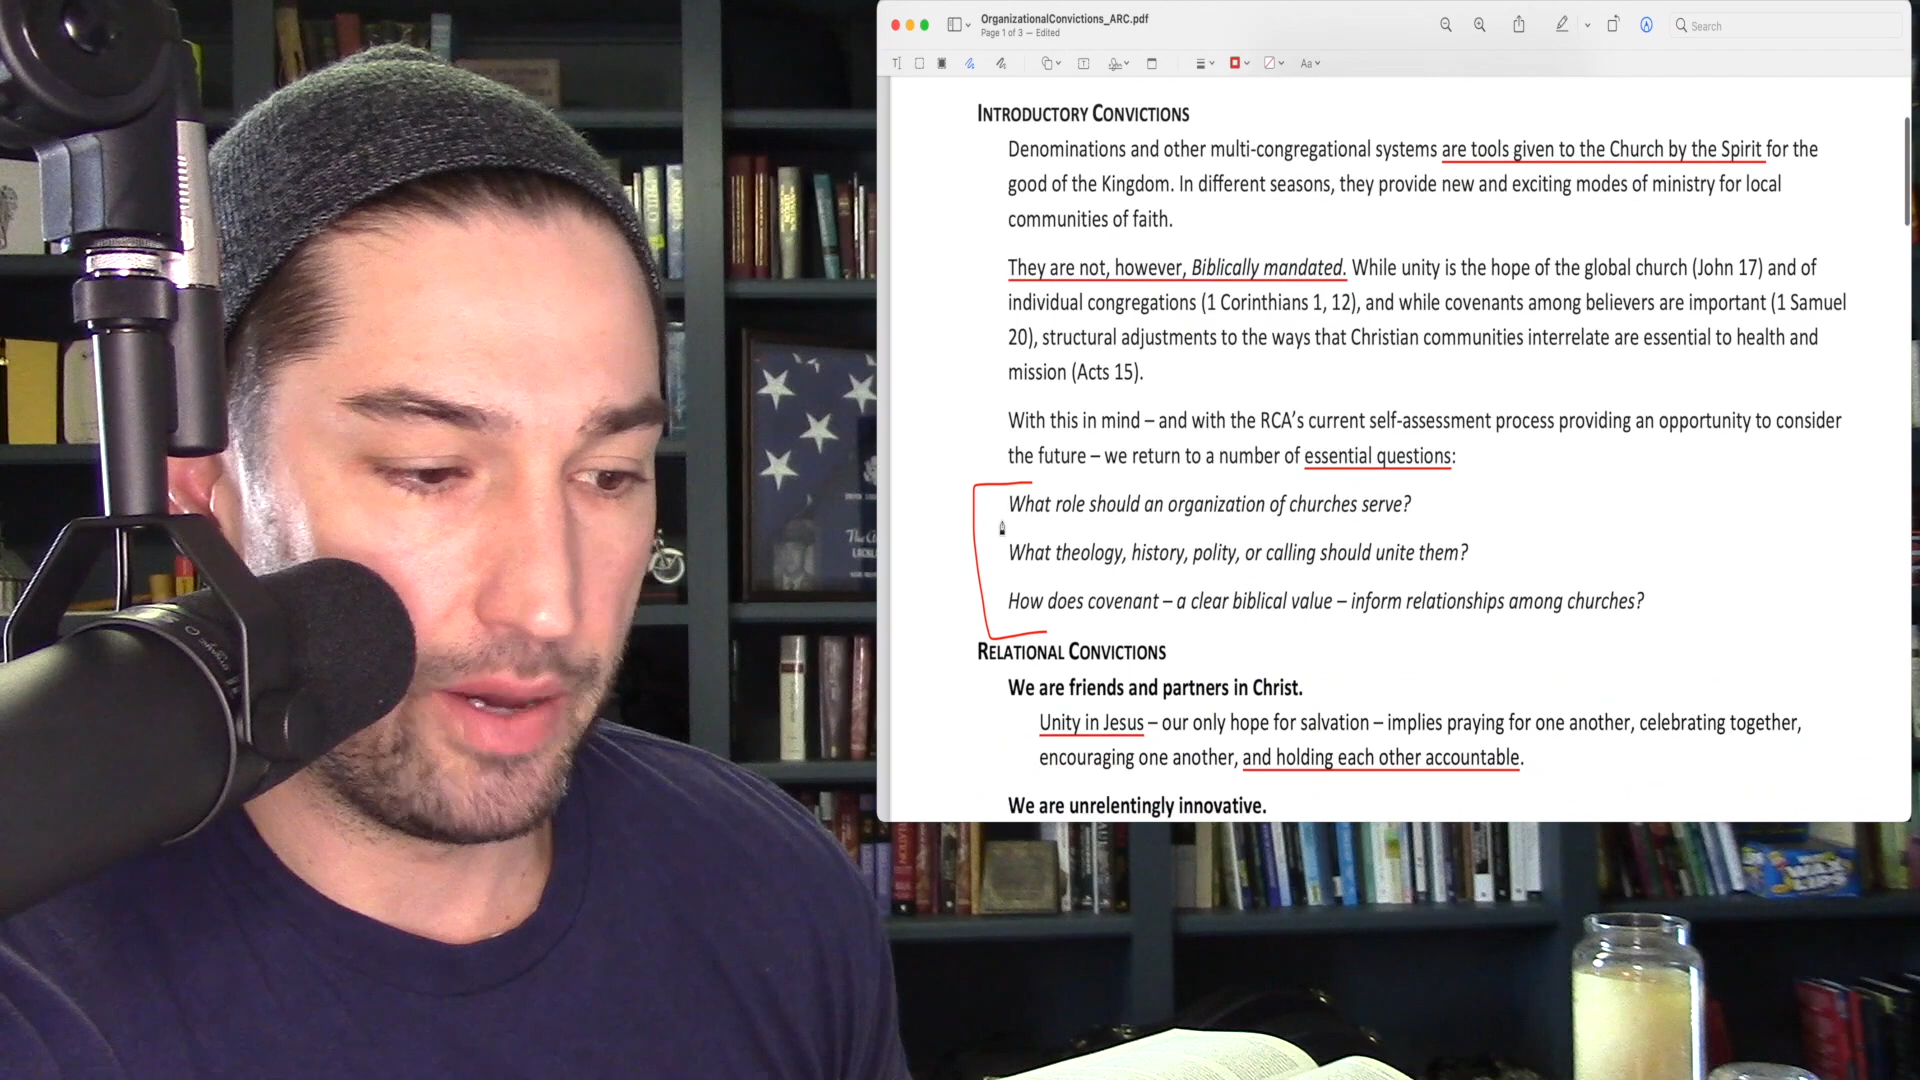 OrganizationalConvictions_ARC.pdf
Page 1 of 3 — Edited
Search
Aa
INTRODUCTORY CONVICTIONS
Denominations and other multi-congregational systems are tools given to the Church by the Spirit for the
good of the Kingdom. In different seasons, they provide new and exciting modes of ministry for local
communities of faith.
They are not, however, Biblically mandated. While unity is the hope of the global church (John 17) and of
individual congregations (1 Corinthians 1, 12), and while covenants among believers are important (1 Samuel
20), structural adjustments to the ways that Christian communities interrelate are essential to health and
mission (Acts 15).
With this in mind – and with the RCA’s current self-assessment process providing an opportunity to consider
the future – we return to a number of essential questions:
What role should an organization of churches serve?
What theology, history, polity, or calling should unite them?
How does covenant – a clear biblical value – inform relationships among churches?
RELATIONAL CONVICTIONS
We are friends and partners in Christ.
Unity in Jesus – our only hope for salvation – implies praying for one another, celebrating together,
encouraging one another, and holding each other accountable.
We are unrelentingly innovative.